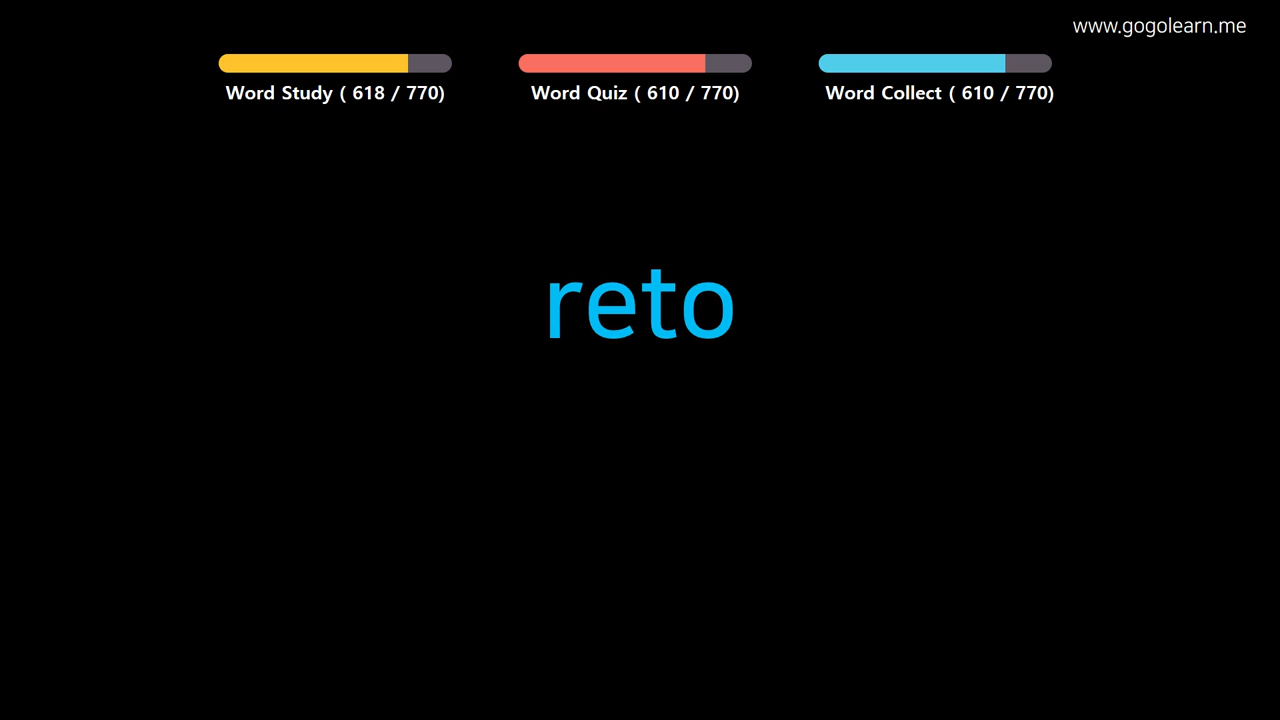 www.gogolearn.me
Word Study ( 618 / 770)
Word Quiz ( 610 / 770)
Word Collect ( 610 / 770)
reto